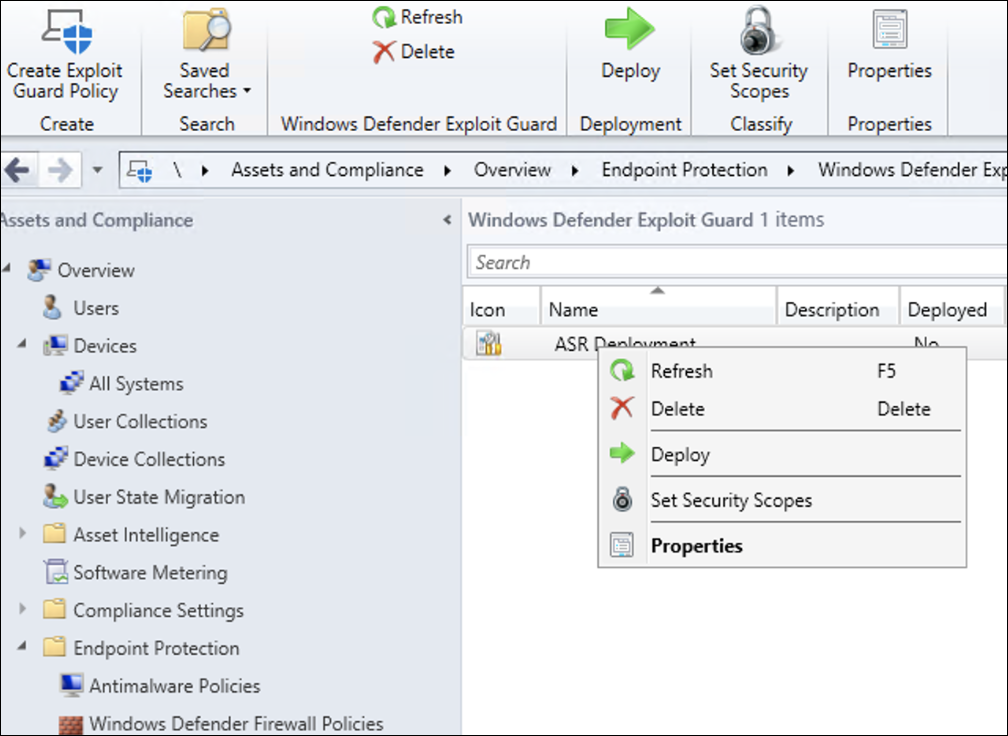 Refresh
Delete
Create Exploit
Guard Policy
Saved
Searches
Deploy
Set Security
Scopes
Properties
Create
Search
Windows Defender Exploit Guard
Deployment
Classify
Properties
\ Assets and Compliance Overview Endpoint Protection Windows Defender Exp
Assets and Compliance
Windows Defender Exploit Guard 1 items
Search
Icon Name Description Deployed
ASR Deployment No
Refresh F5
Delete Delete
Deploy
Set Security Scopes
Properties
Overview
Users
Devices
All Systems
User Collections
Device Collections
User State Migration
Asset Intelligence
Software Metering
Compliance Settings
Endpoint Protection
Antimalware Policies
Windows Defender Firewall Policies